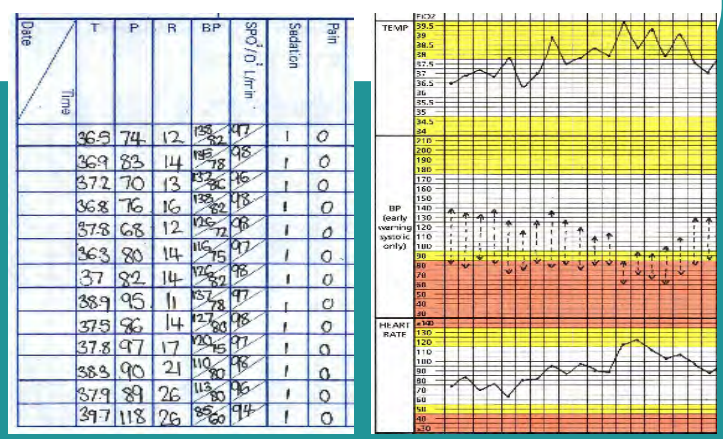 Date Time T P R BP SPO²/O² L/min Sedation Pain
36.5 74 12 138/82 97 1 0
36.9 83 14 135/78 98 1 0
37.2 70 13 132/86 96 1 0
36.8 76 16 138/82 98 1 0
37.8 68 12 126/72 98 1 0
36.3 80 14 116/75 97 1 0
37 82 14 126/82 98 1 0
38.9 95 11 137/78 97 1 0
37.5 86 14 127/80 98 1 0
37.8 97 17 120/75 97 1 0
38.3 90 21 110/80 98 1 0
37.9 89 26 113/80 96 1 0
39.7 118 26 85/60 94 1 0
FiO2
TEMP 39.5
39
38.5
38
37.5
37
36.5
36
35.5
35
34.5
34
210
200
190
180
170
160
150
BP 140
(early 130
warning 120
systolic 110
only) 100
90
80
70
60
50
40
30
HEART
RATE 130
120
110
100
90
80
70
60
50
40
≤30